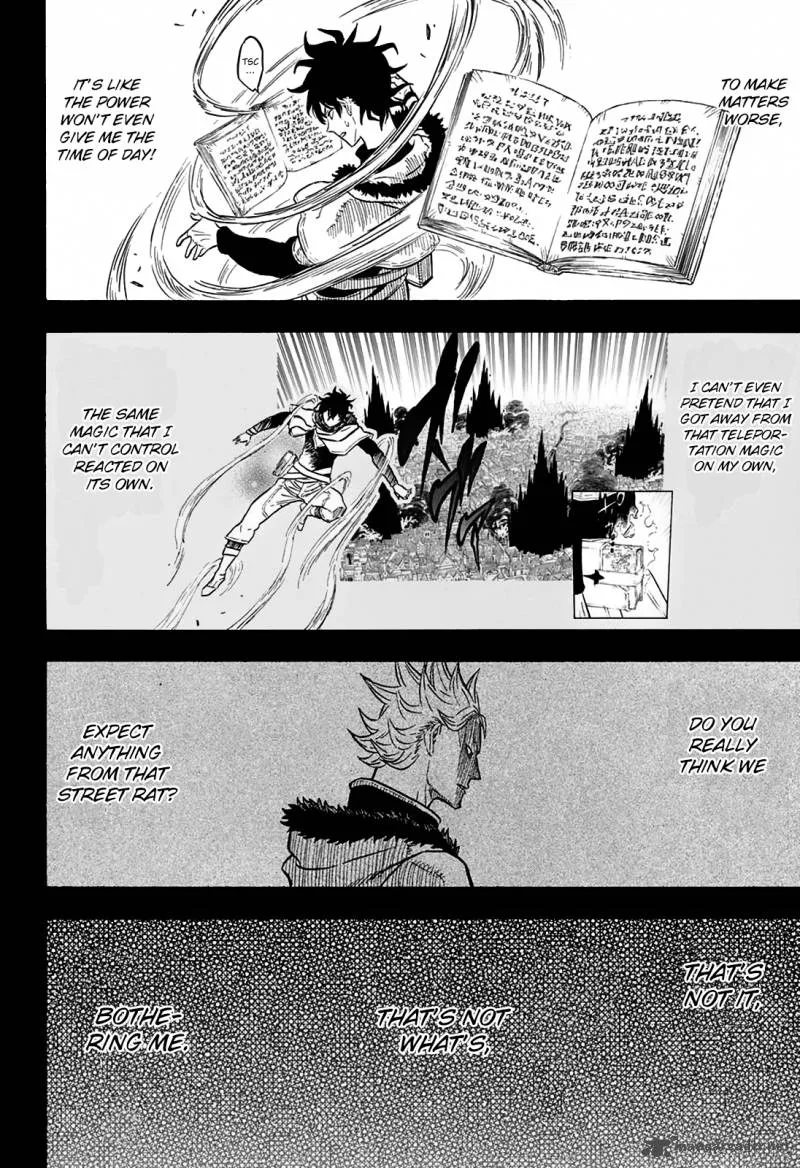 TO MAKE
MATTERS
WORSE,
TSC
...
IT'S LIKE
THE POWER
WON'T EVEN
GIVE ME THE
TIME OF DAY!
I CAN'T EVEN
PRETEND THAT I
GOT AWAY FROM
THAT TELEPOR-
TATION MAGIC
ON MY OWN,
THE SAME
MAGIC THAT I
CAN'T CONTROL
REACTED ON
ITS OWN.
DO YOU
REALLY
THINK WE
EXPECT
ANYTHING
FROM THAT
STREET RAT?
THAT'S
NOT IT,
THAT'S NOT
WHAT'S,
BOTHE-
RING ME.